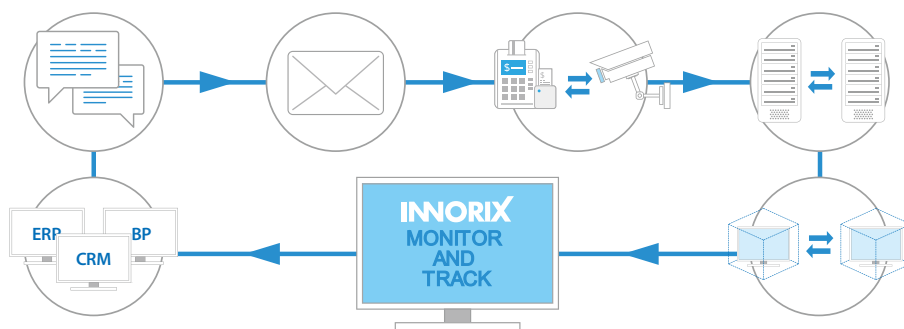 $
ERP
BP
CRM
INNORIX
MONITOR
AND
TRACK